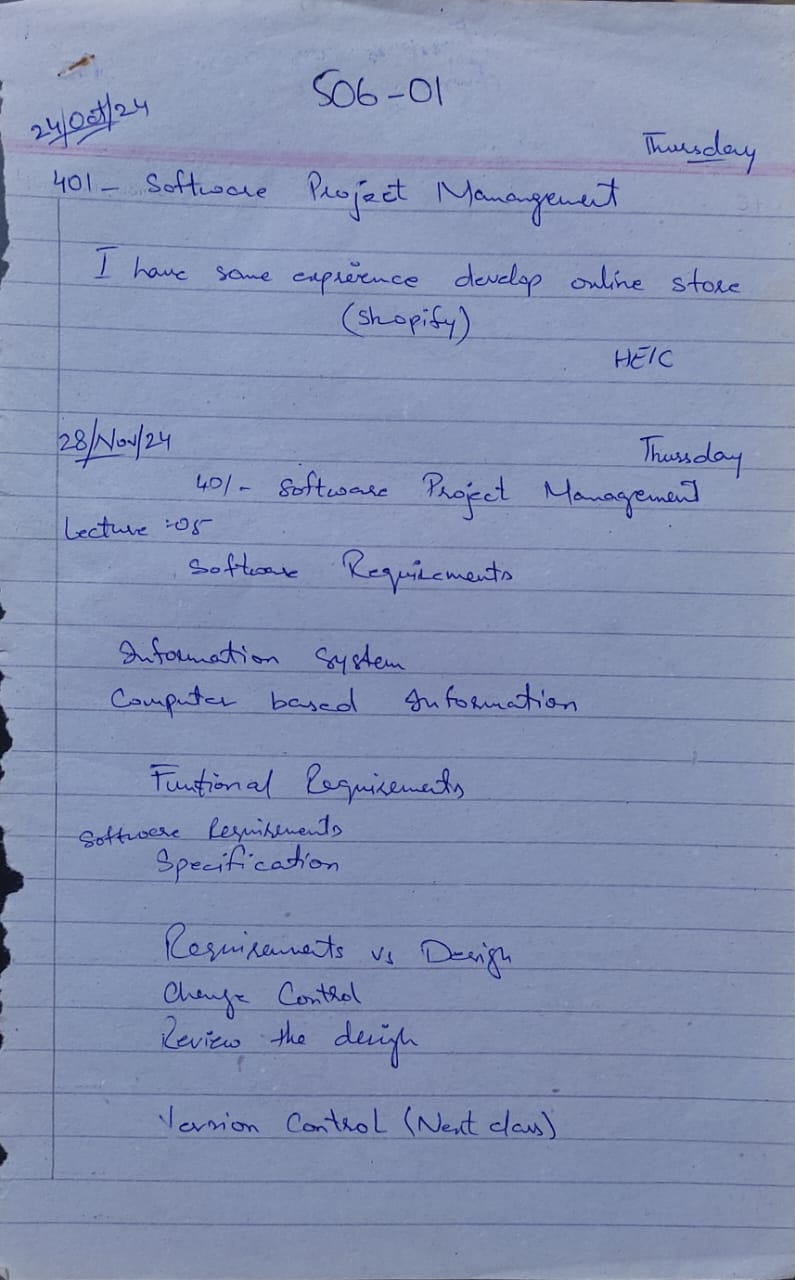 S06-01
24/Oct/24
Thursday
401- Software Project Management
I have some exprience develop online store
(Shopify)
HEIC
28/Nov/24
Thursday
401- Software Project Management
Lecture :-05
Software Requirements
Information System
Computer based Information
Funtional Requirements
Software Requirements
Specification
Requirements vs Design
Change Control
Review the design
Version Control (Next class)